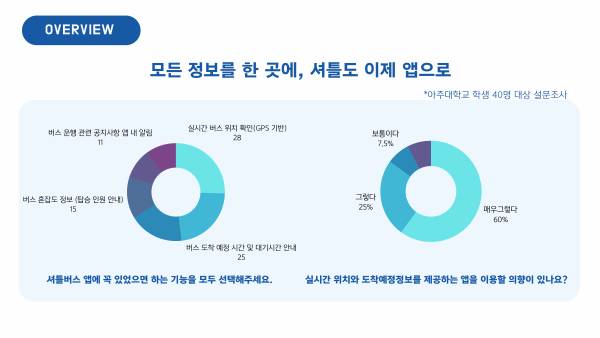 OVERVIEW
모든 정보를 한 곳에, 셔틀도 이제 앱으로
*아주대학교 학생 40명 대상 설문조사
버스 운행 관련 공지사항 앱 내 알림
11
실시간 버스 위치 확인(GPS 기반)
28
버스 혼잡도 정보 (탑승 인원 안내)
15
버스 도착 예정 시간 및 대기시간 안내
25
셔틀버스 앱에 꼭 있었으면 하는 기능을 모두 선택해주세요.
보통이다
7.5%
그렇다
25%
매우그렇다
60%
실시간 위치와 도착예정정보를 제공하는 앱을 이용할 의향이 있나요?